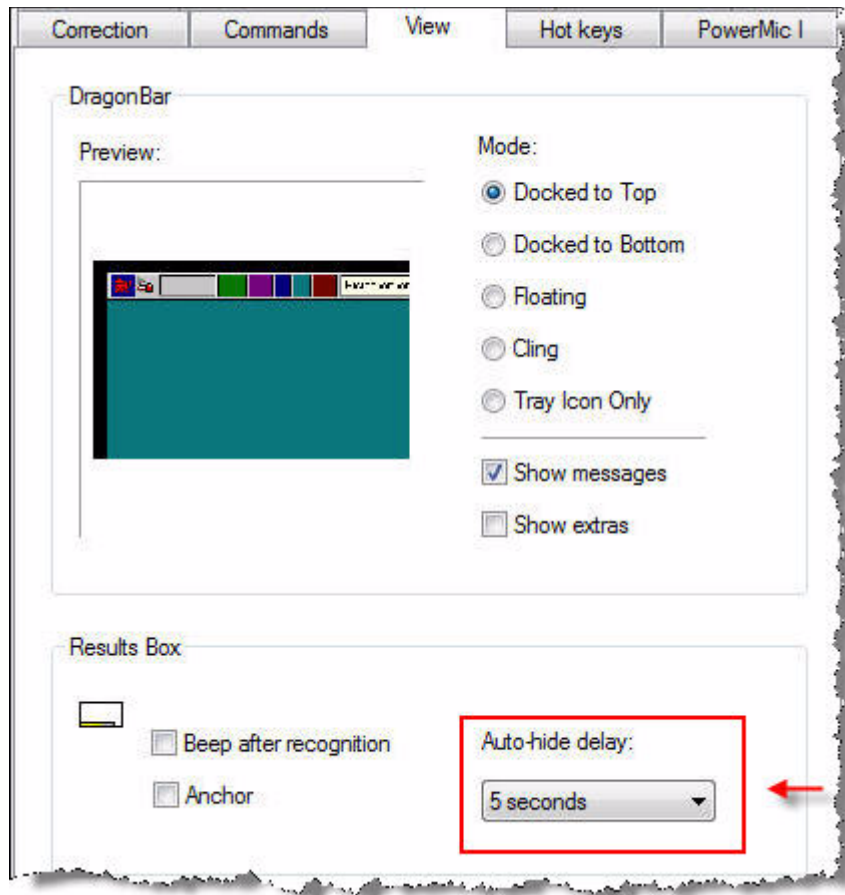 Correction Commands View Hot keys PowerMic I
DragonBar
Preview:
Mode:
Docked to Top
Docked to Bottom
Floating
Cling
Tray Icon Only
Show messages
Show extras
Results Box
Beep after recognition
Anchor
Auto-hide delay:
5 seconds